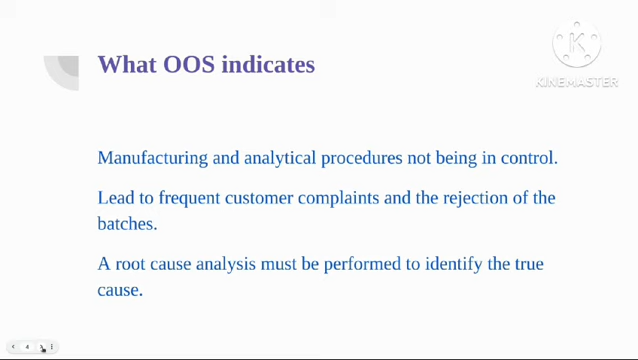 What OOS indicates
K
KINEMASTER
Manufacturing and analytical procedures not being in control.
Lead to frequent customer complaints and the rejection of the
batches.
A root cause analysis must be performed to identify the true
cause.
4